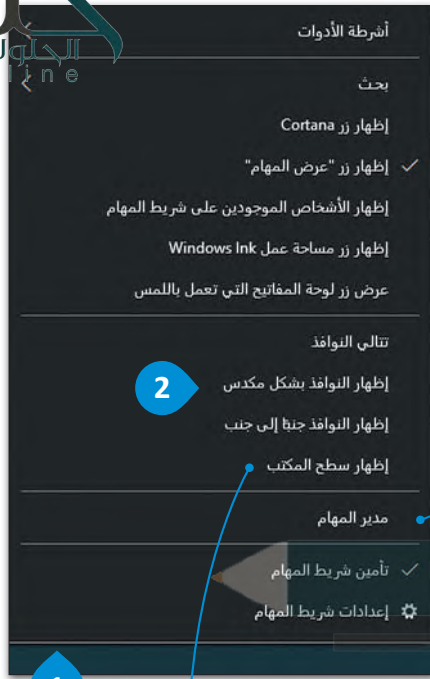 أشرطة الأدوات
الحلول
line
بحث
إظهار زر Cortana
إظهار زر "عرض المهام"
إظهار الأشخاص الموجودين على شريط المهام
إظهار زر مساحة عمل Windows Ink
عرض زر لوحة المفاتيح التي تعمل باللمس
تتالي النوافذ
إظهار النوافذ بشكل مكدس
2
إظهار النوافذ جنبًا إلى جنب
إظهار سطح المكتب
مدير المهام
تأمين شريط المهام
إعدادات شريط المهام